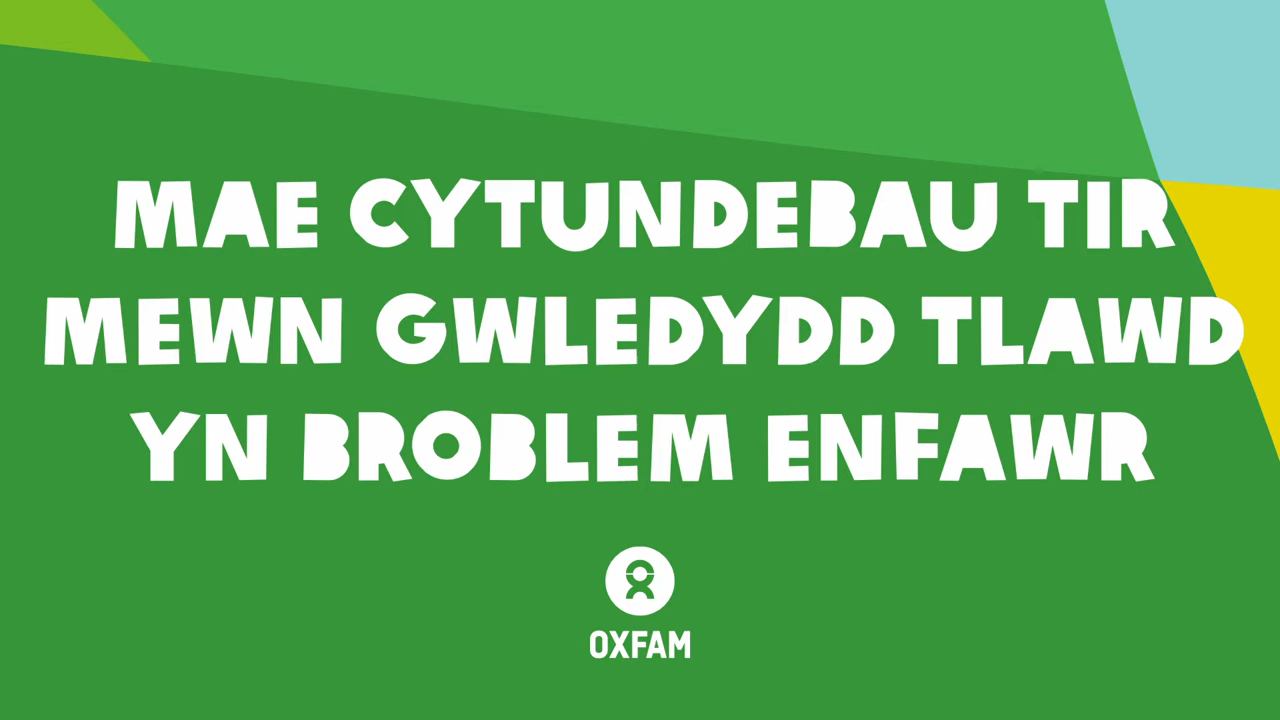 MAE CYTUNDEBAU TIR
MEWN GWLEDYDD TLAWD
YN BROBLEM ENFAWR
OXFAM